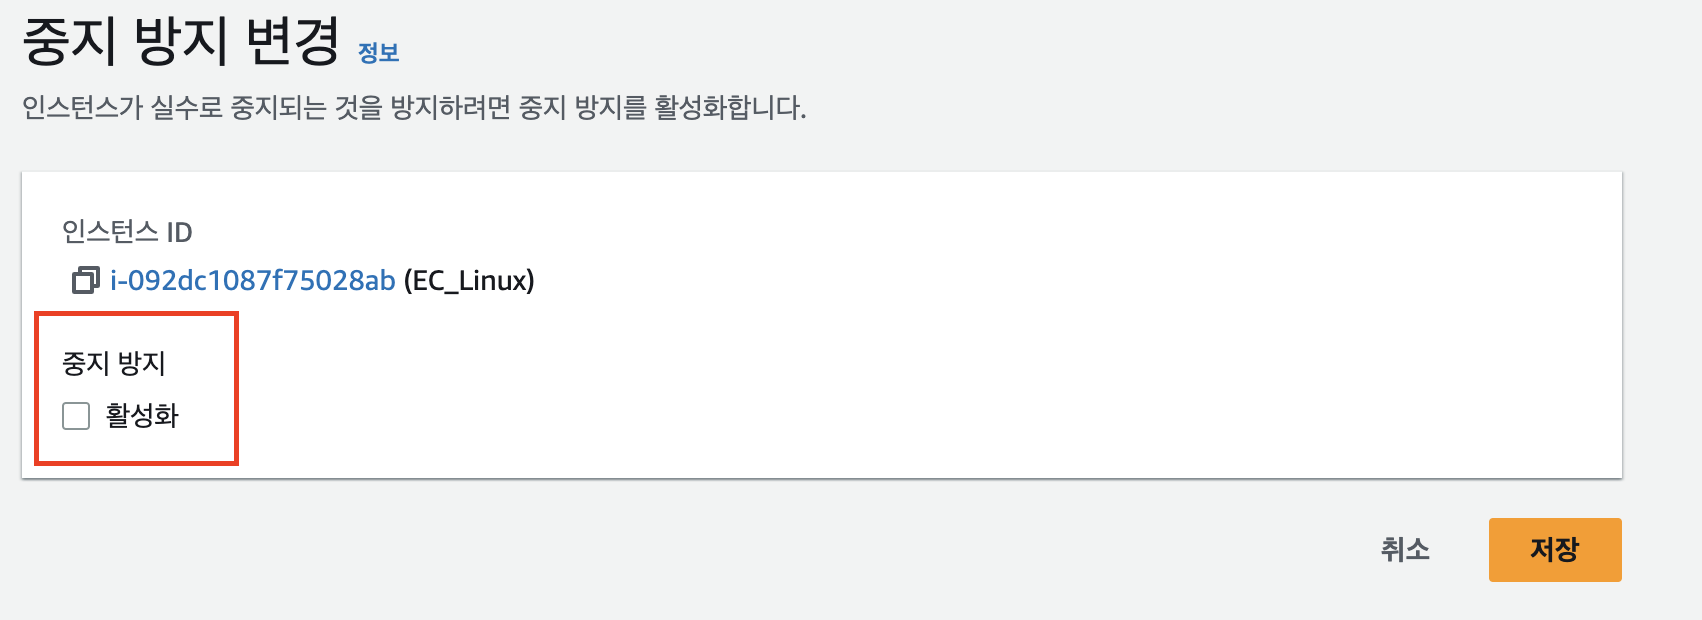 중지 방지 변경 정보
인스턴스가 실수로 중지되는 것을 방지하려면 중지 방지를 활성화합니다.
인스턴스 ID
i-092dc1087f75028ab (EC_Linux)
중지 방지
활성화
취소 저장